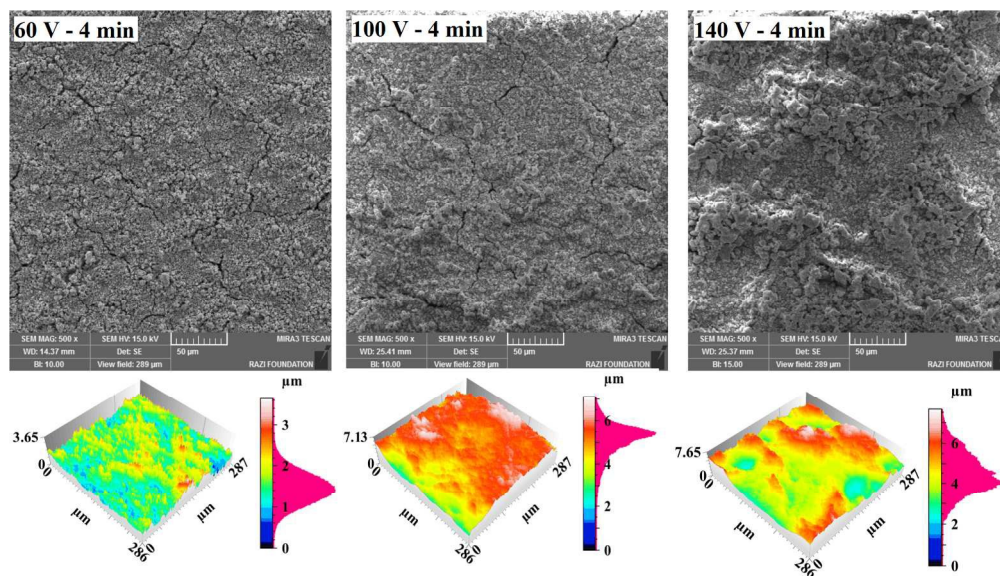 60 V - 4 min
SEM MAG: 500 x
SEM HV: 15.0 kV
MIRA3 TESCAN
WD: 14.37 mm
Det: SE
50 µm
BI: 10.00
View field: 289 µm
RAZI FOUNDATION
100 V - 4 min
SEM MAG: 500 x
SEM HV: 15.0 kV
MIRA3 TESCAN
WD: 25.41 mm
Det: SE
50 µm
BI: 10.00
View field: 289 µm
RAZI FOUNDATION
140 V - 4 min
SEM MAG: 500 x
SEM HV: 15.0 kV
MIRA3 TESCAN
WD: 25.37 mm
Det: SE
50 µm
BI: 15.00
View field: 289 µm
RAZI FOUNDATION
3.65
0
0
µm
286
0
µm
287
µm
3
2
1
0
7.13
0
0
µm
286
0
µm
287
µm
6
4
2
0
7.65
0
0
µm
286
0
µm
287
µm
6
4
2
0